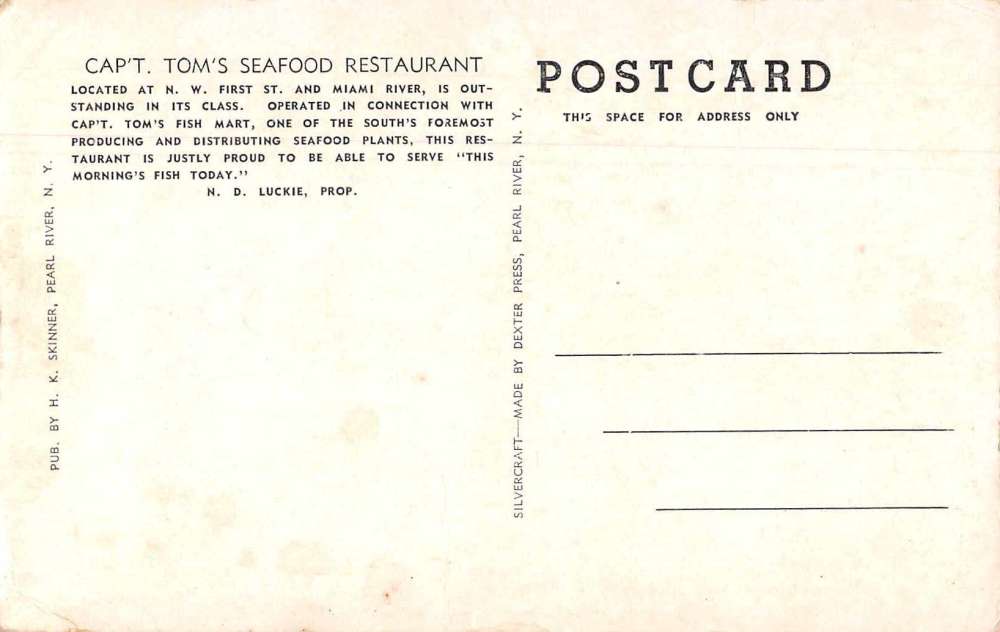 CAP'T. TOM'S SEAFOOD RESTAURANT
LOCATED AT N. W. FIRST ST. AND MIAMI RIVER, IS OUT-
STANDING IN ITS CLASS. OPERATED IN CONNECTION WITH
CAP'T. TOM'S FISH MART, ONE OF THE SOUTH'S FOREMOST
PRODUCING AND DISTRIBUTING SEAFOOD PLANTS, THIS RES-
TAURANT IS JUSTLY PROUD TO BE ABLE TO SERVE "THIS
MORNING'S FISH TODAY."
N. D. LUCKIE, PROP.
PUB. BY H. K. SKINNER, PEARL RIVER, N. Y.
SILVERCRAFT—MADE BY DEXTER PRESS, PEARL RIVER, N. Y.
POSTCARD
THIS SPACE FOR ADDRESS ONLY